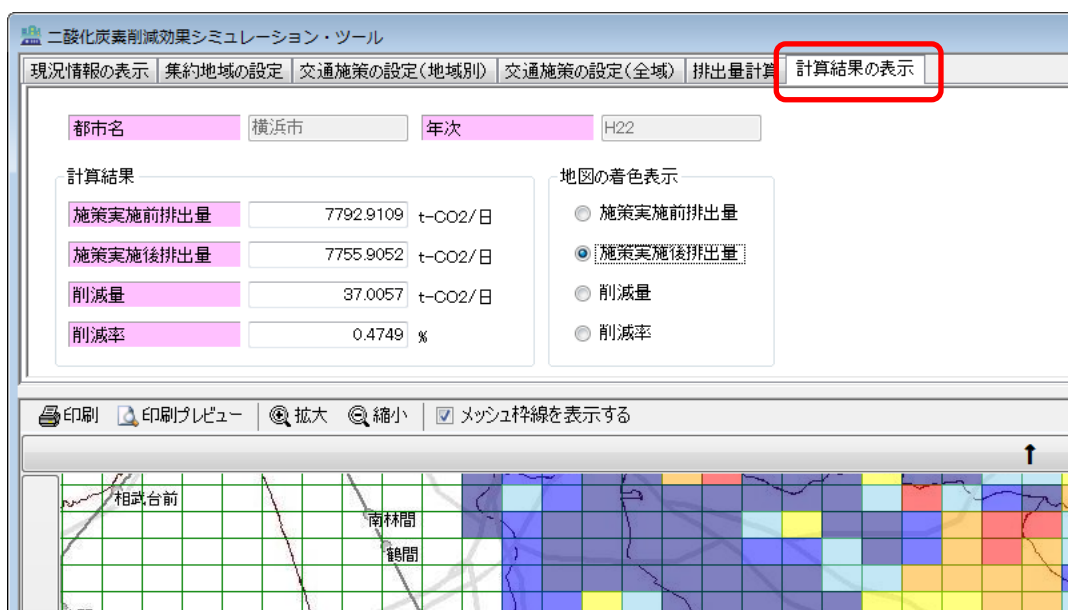 二酸化炭素削減効果シミュレーション・ツール
現況情報の表示 集約地域の設定 交通施策の設定(地域別) 交通施策の設定(全域) 排出量計算 計算結果の表示
都市名 横浜市 年次 H22
計算結果
施策実施前排出量 7792.9109 t-CO2/日
施策実施後排出量 7755.9052 t-CO2/日
削減量 37.0057 t-CO2/日
削減率 0.4749 %
地図の着色表示
施策実施前排出量
施策実施後排出量
削減量
削減率
印刷 印刷プレビュー 拡大 縮小 メッシュ枠線を表示する
↑
相武台前
南林間
鶴間